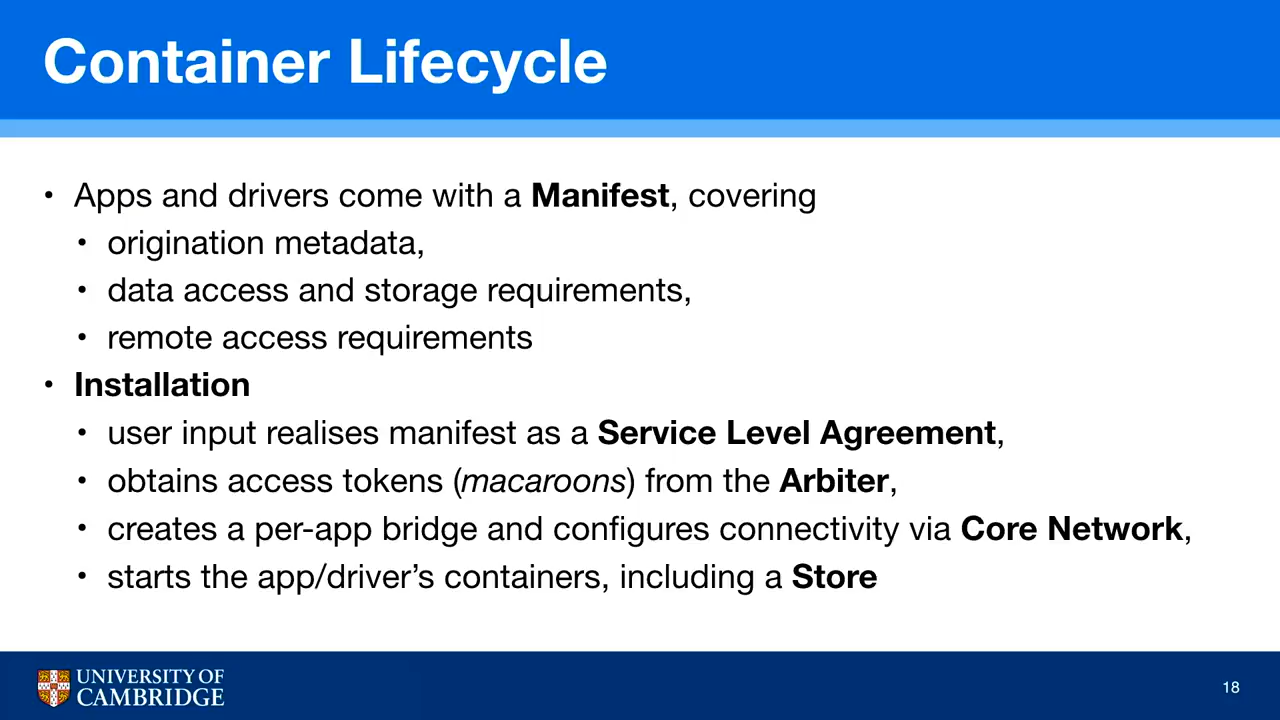 Container Lifecycle
• Apps and drivers come with a Manifest, covering
• origination metadata,
• data access and storage requirements,
• remote access requirements
• Installation
• user input realises manifest as a Service Level Agreement,
• obtains access tokens (macaroons) from the Arbiter,
• creates a per-app bridge and configures connectivity via Core Network,
• starts the app/driver’s containers, including a Store
UNIVERSITY OF
CAMBRIDGE
18